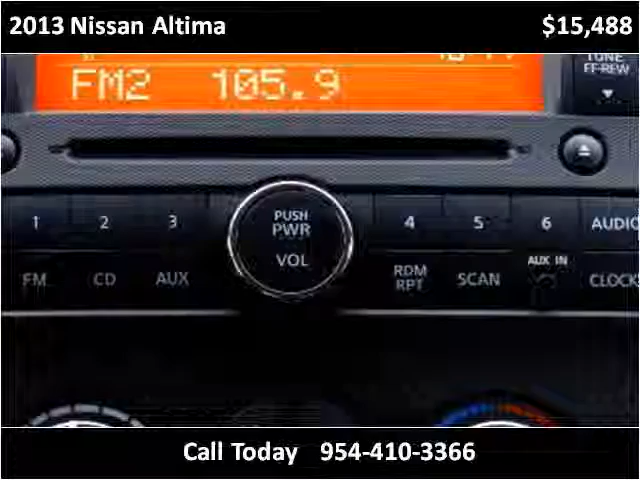 2013 Nissan Altima $15,488
TUNE
FF·REW
FM2 105.9
1 2 3 PUSH PWR VOL 4 5 6 AUDIO
FM CD AUX RDM RPT SCAN AUX IN CLOCK
Call Today 954-410-3366